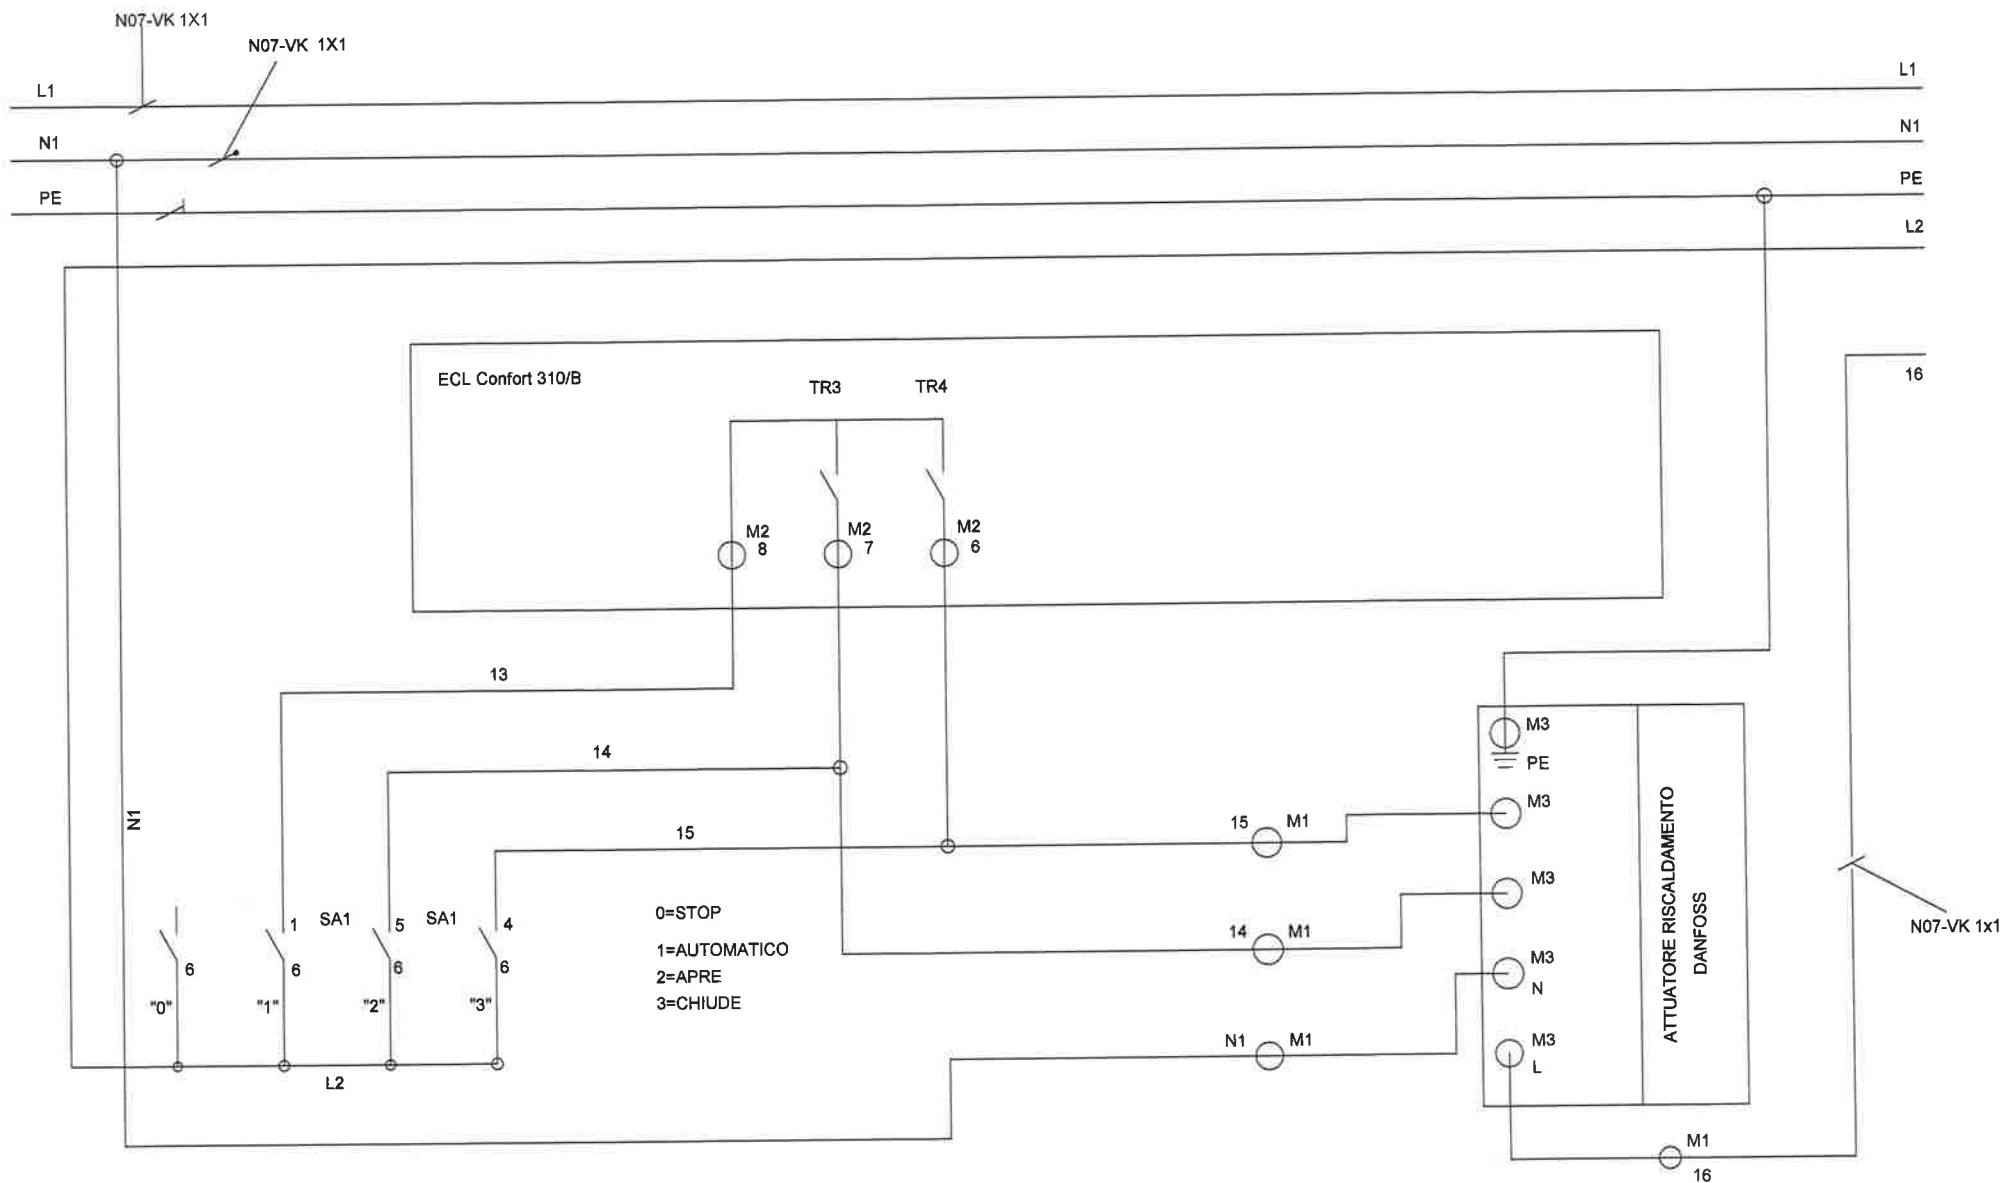 N07-VK 1X1
N07-VK 1X1
L1
L1
N1
N1
PE
PE
L2
ECL Confort 310/B
TR3
TR4
16
M2
8
M2
7
M2
6
13
14
15
N1
M3
PE
M3
15
M1
M3
14
M1
M3
N
N1
M1
M3
L
ATTUATORE RISCALDAMENTO
DANFOSS
N07-VK 1x1
1
SA1
5
SA1
4
6
6
6
6
"0"
"1"
"2"
"3"
0=STOP
1=AUTOMATICO
2=APRE
3=CHIUDE
L2
M1
16